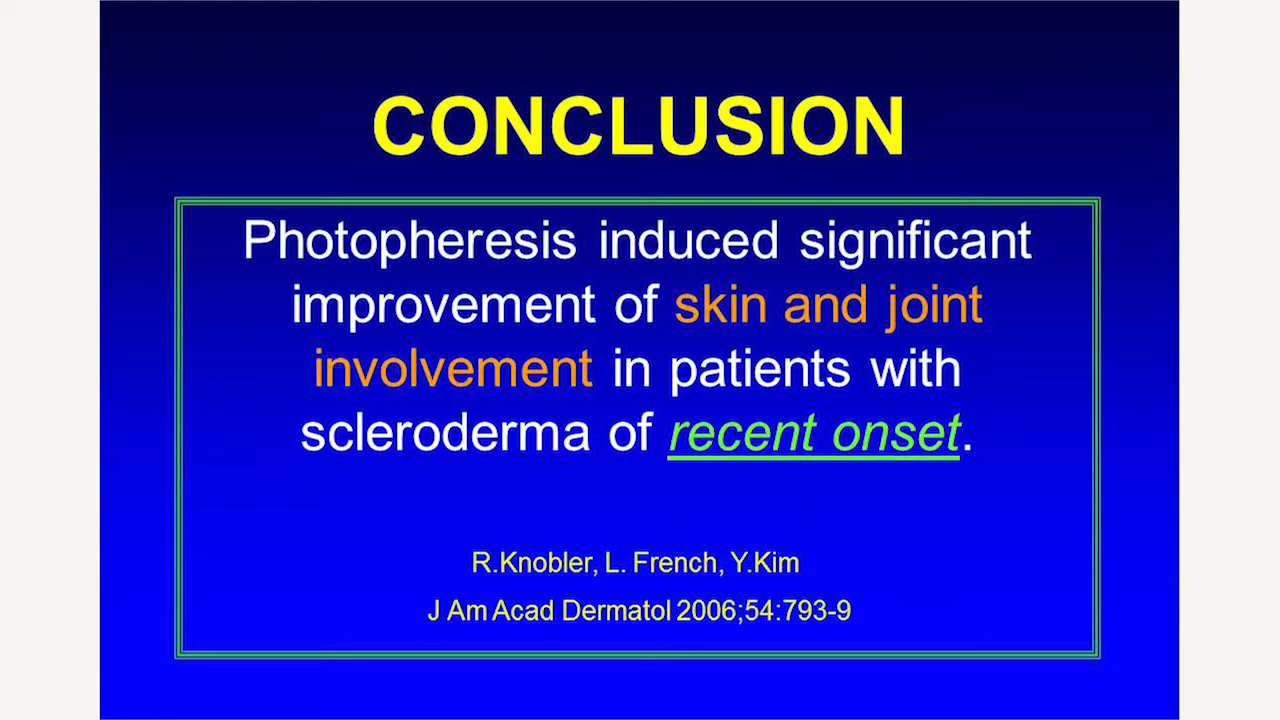 CONCLUSION
Photopheresis induced significant
improvement of skin and joint
involvement in patients with
scleroderma of recent onset.
R.Knobler, L. French, Y.Kim
J Am Acad Dermatol 2006;54:793-9